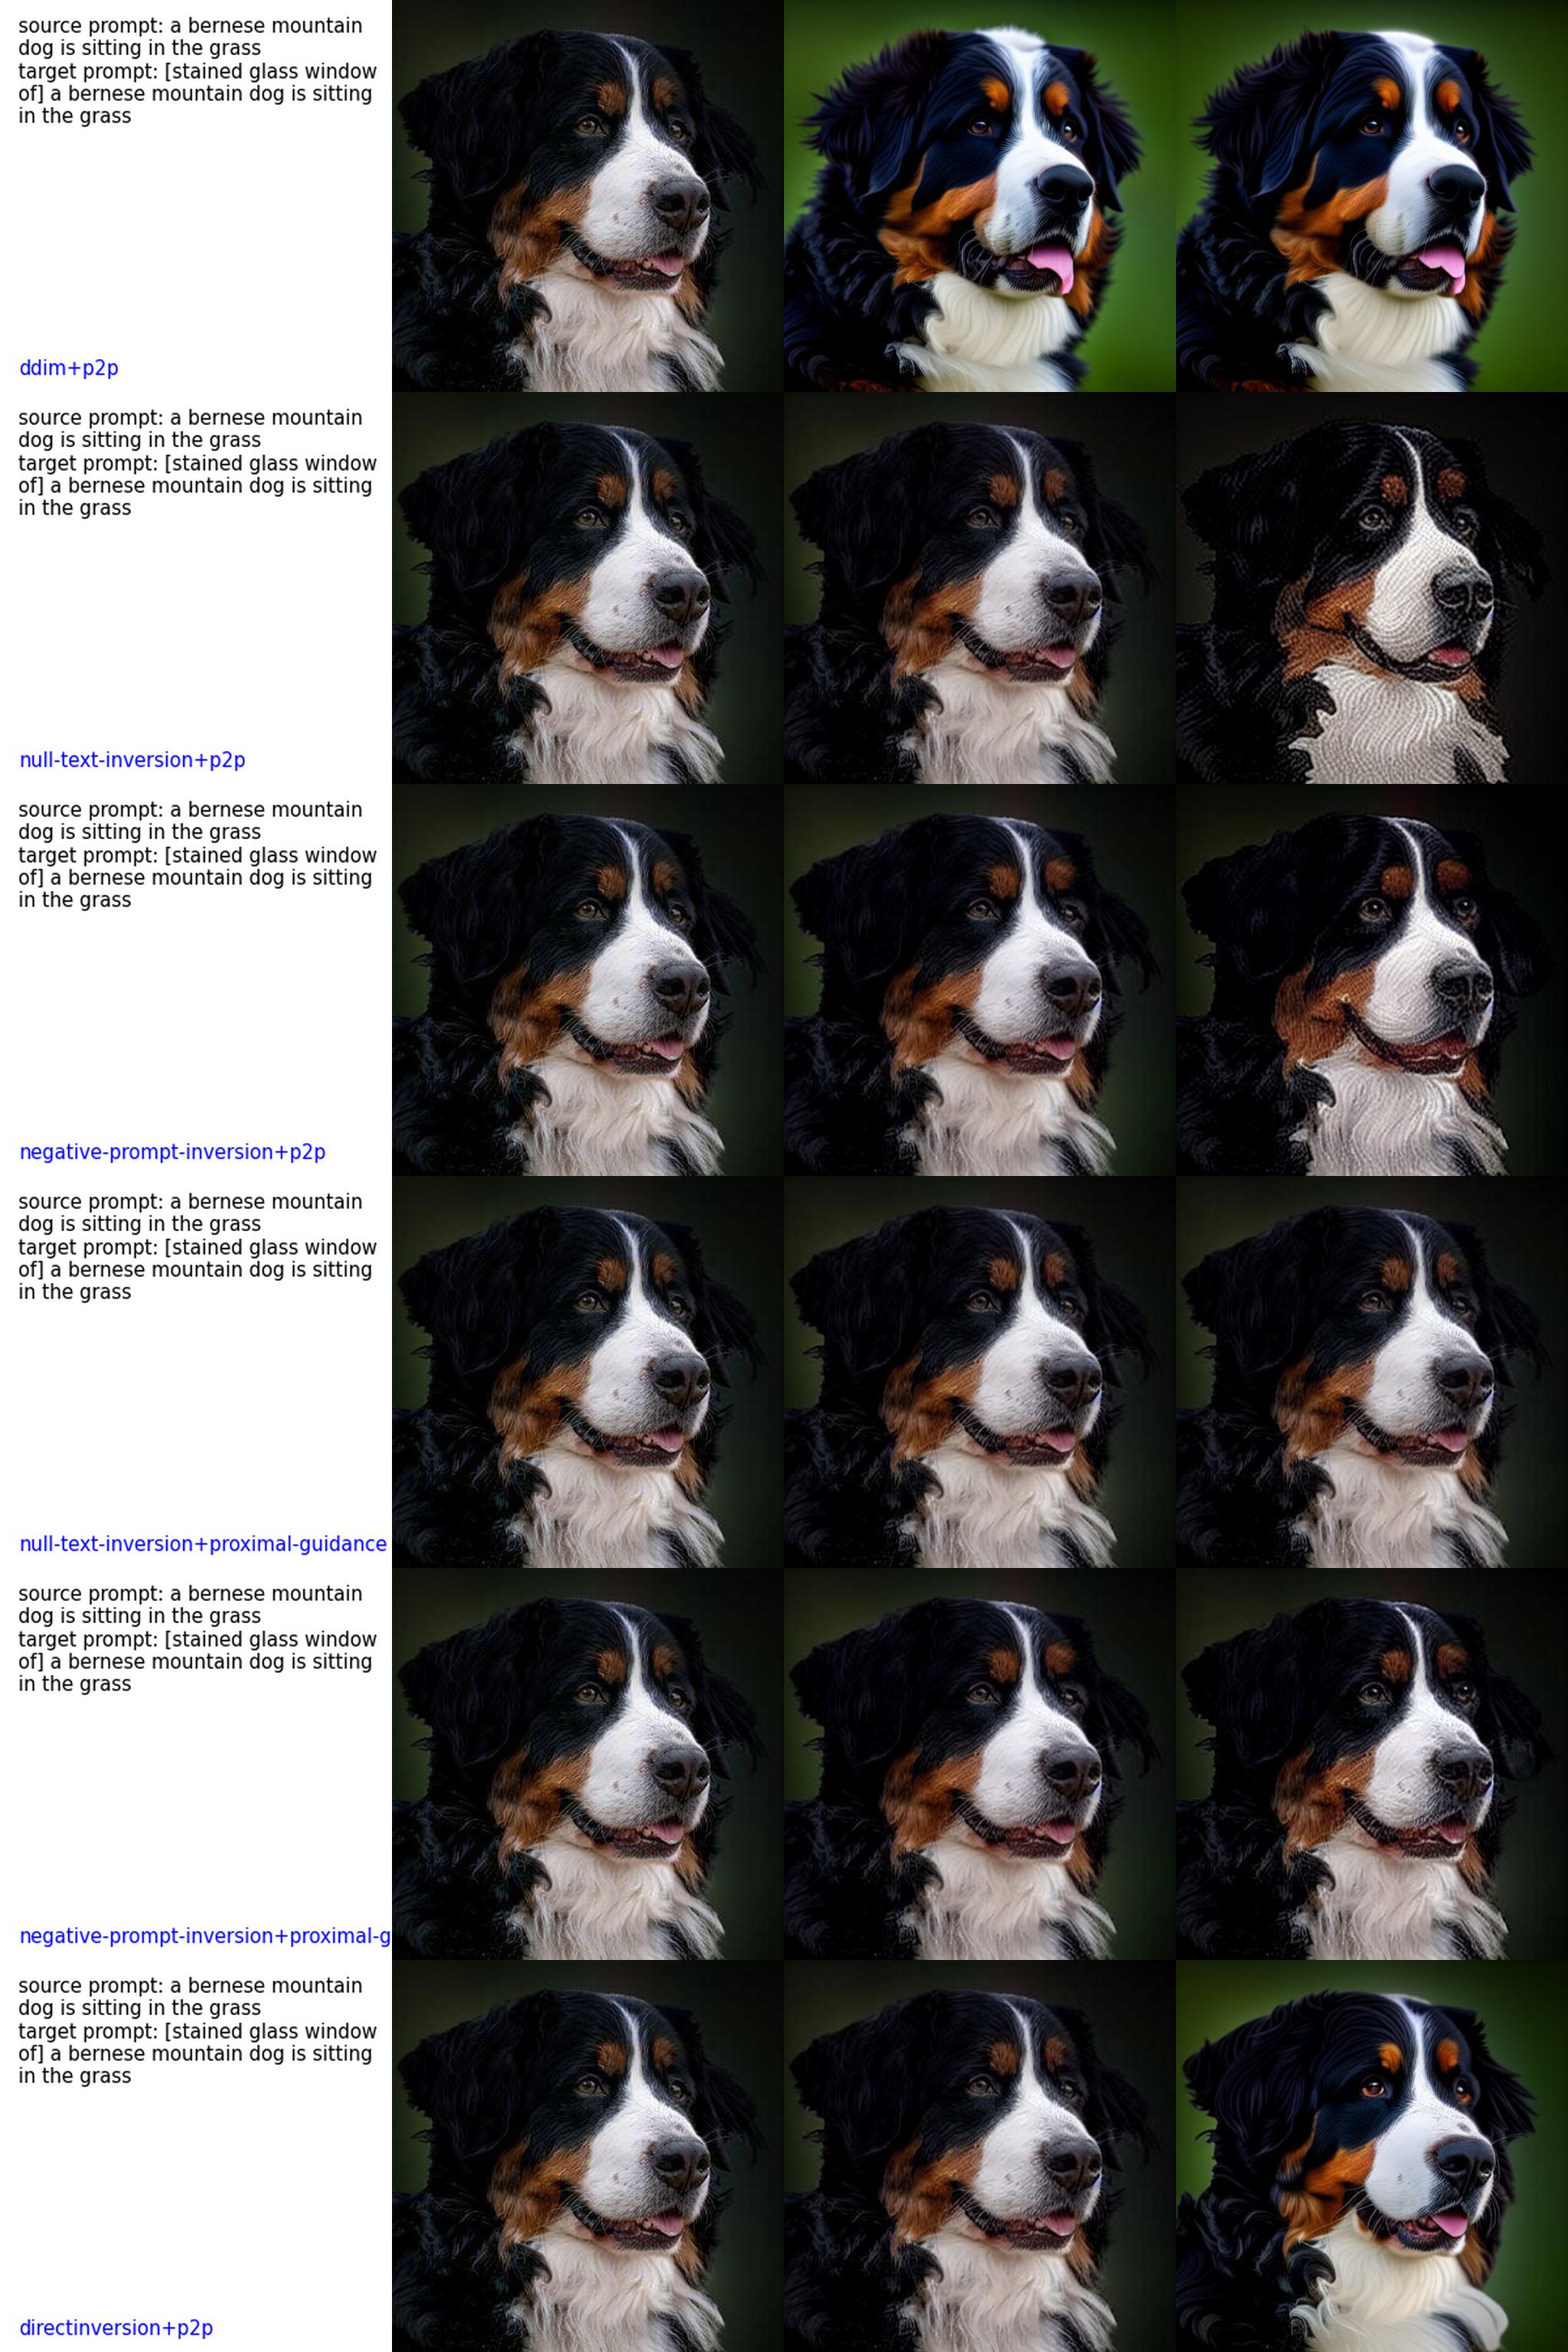 source prompt: a bernese mountain
dog is sitting in the grass
target prompt: [stained glass window
of] a bernese mountain dog is sitting
in the grass
ddim+p2p
source prompt: a bernese mountain
dog is sitting in the grass
target prompt: [stained glass window
of] a bernese mountain dog is sitting
in the grass
null-text-inversion+p2p
source prompt: a bernese mountain
dog is sitting in the grass
target prompt: [stained glass window
of] a bernese mountain dog is sitting
in the grass
negative-prompt-inversion+p2p
source prompt: a bernese mountain
dog is sitting in the grass
target prompt: [stained glass window
of] a bernese mountain dog is sitting
in the grass
null-text-inversion+proximal-guidance
source prompt: a bernese mountain
dog is sitting in the grass
target prompt: [stained glass window
of] a bernese mountain dog is sitting
in the grass
negative-prompt-inversion+proximal-g
source prompt: a bernese mountain
dog is sitting in the grass
target prompt: [stained glass window
of] a bernese mountain dog is sitting
in the grass
directinversion+p2p